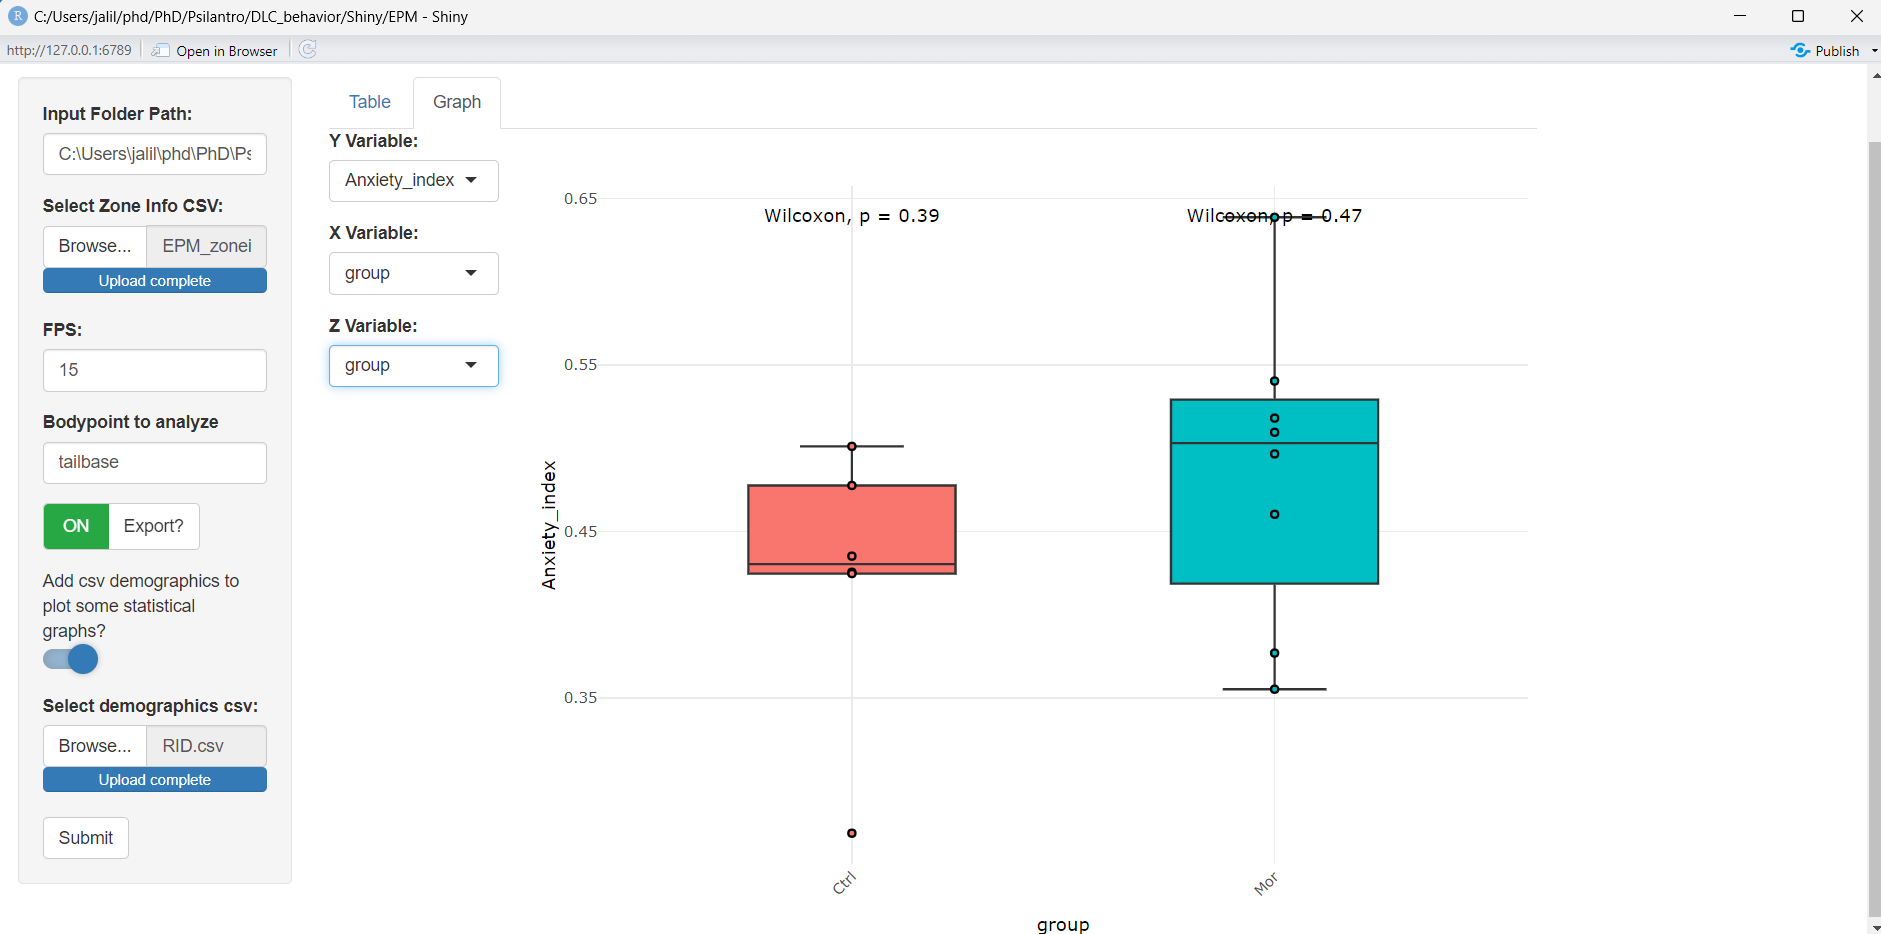 R C:/Users/jalil/phd/PhD/Psilantro/DLC_behavior/Shiny/EPM - Shiny
http://127.0.0.1:6789 Open in Browser Publish
Input Folder Path:
C:\Users\jalil\phd\PhD\Ps
Select Zone Info CSV:
Browse... EPM_zonei
Upload complete
FPS:
15
Bodypoint to analyze
tailbase
ON Export?
Add csv demographics to
plot some statistical
graphs?
Select demographics csv:
Browse... RID.csv
Upload complete
Submit
Table Graph
Y Variable:
Anxiety_index
X Variable:
group
Z Variable:
group
Wilcoxon, p = 0.39
Wilcoxon, p = 0.47
0.65
0.55
0.45
0.35
Anxiety_index
Ctrl
Mor
group